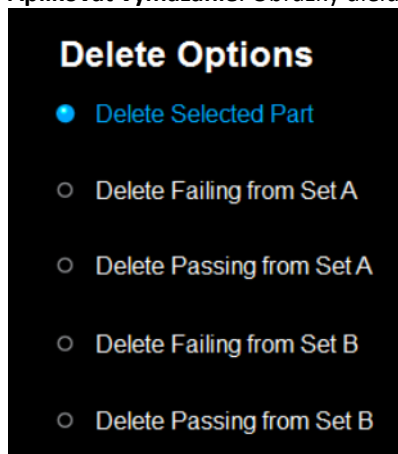 Delete Options
Delete Selected Part
Delete Failing from Set A
Delete Passing from Set A
Delete Failing from Set B
Delete Passing from Set B